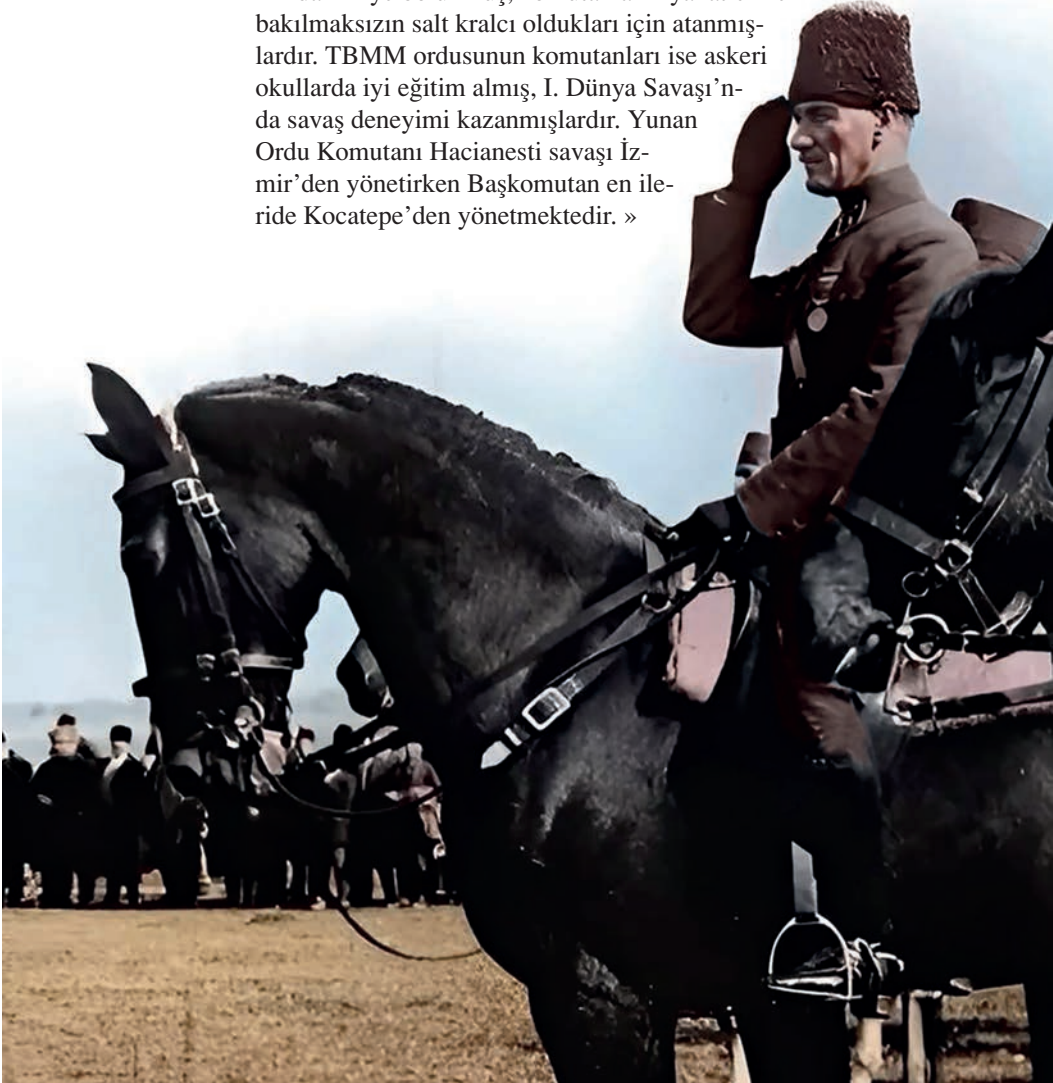 bakılmaksızın salt kralcı oldukları için atanmış-
lardır. TBMM ordusunun komutanları ise askeri
okullarda iyi eğitim almış, I. Dünya Savaşı’n-
da savaş deneyimi kazanmışlardır. Yunan
Ordu Komutanı Hacianesti savaşı İz-
mir’den yönetirken Başkomutan en ile-
ride Kocatepe’den yönetmektedir. »